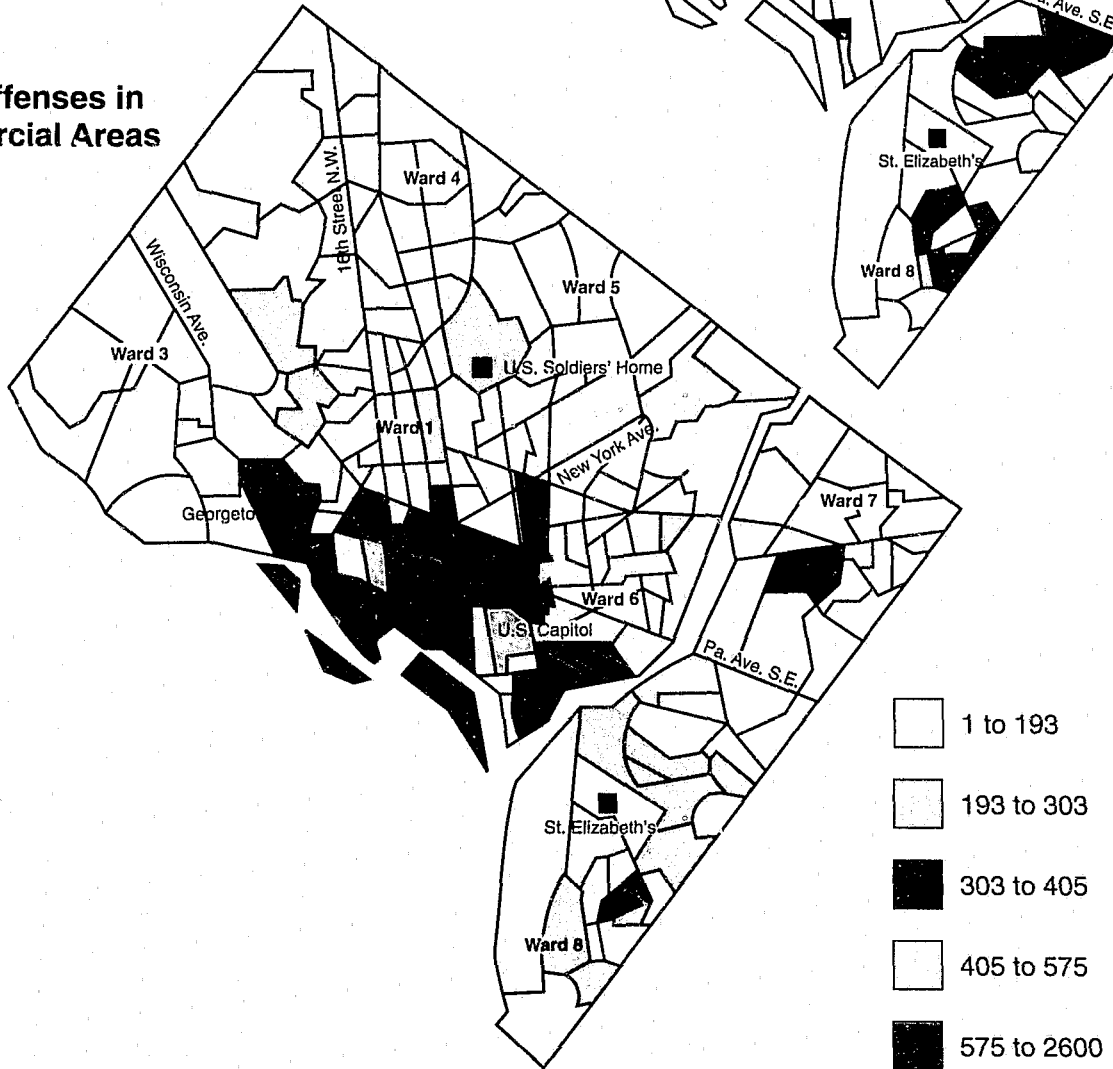 ffenses in
rcial Areas
Ave. S.E.
St. Elizabeth's
Ward 8
16th Street N.W.
Ward 4
Wisconsin Ave.
Ward 5
Ward 3
U.S. Soldiers' Home
Ward 1
New York Ave.
Georgeto
Ward 7
Ward 6
U.S. Capitol
Pa. Ave. S.E.
St. Elizabeth's
Ward 8
1 to 193
193 to 303
303 to 405
405 to 575
575 to 2600